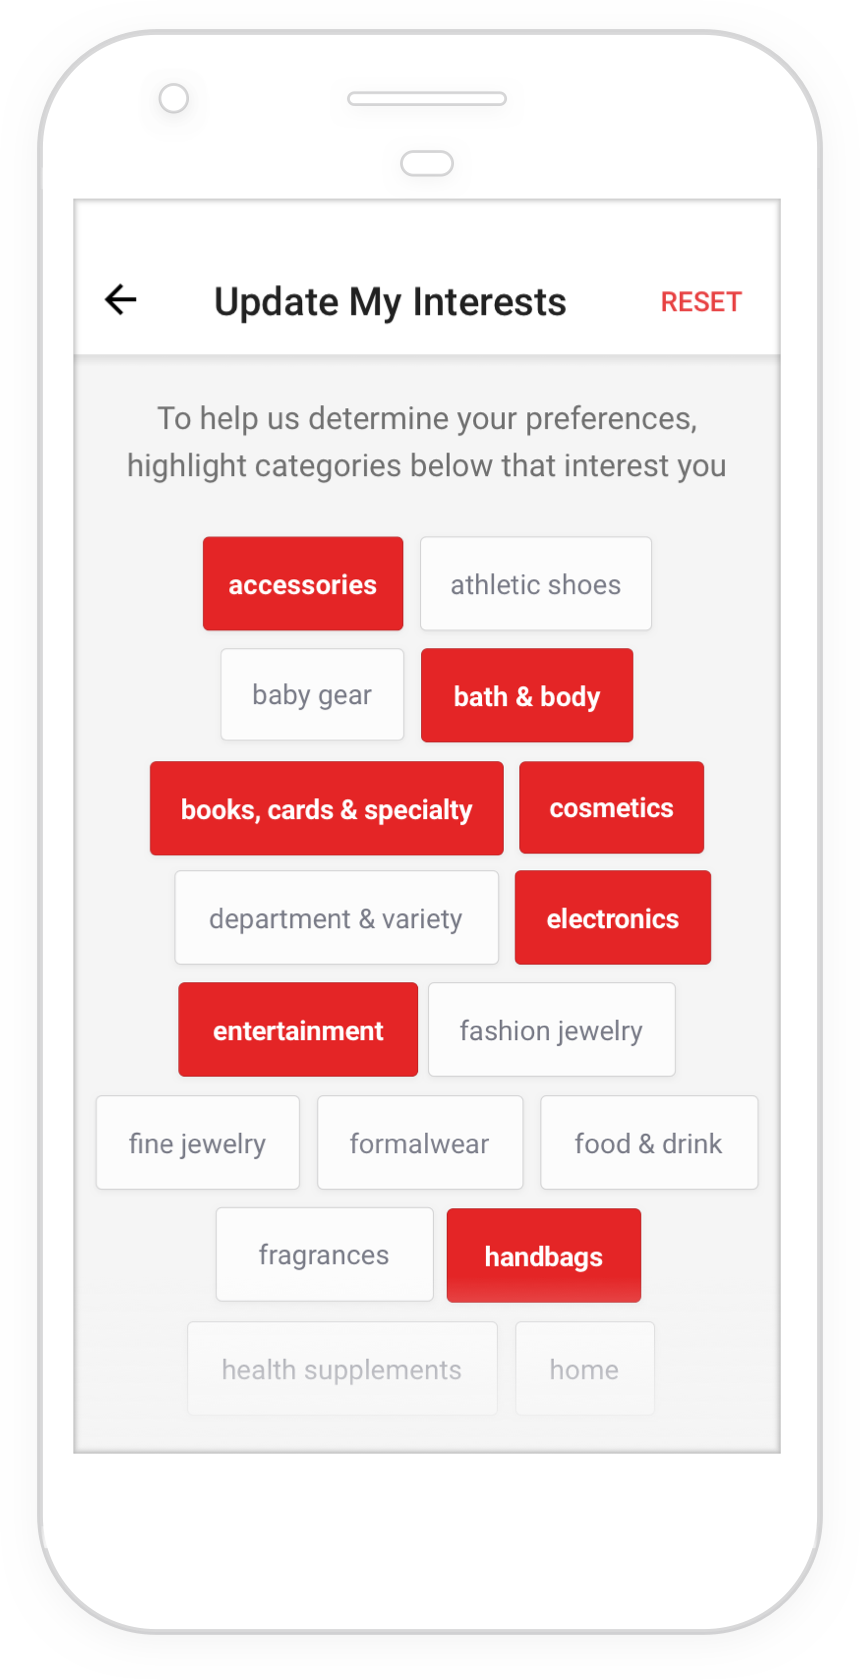 Update My Interests RESET
To help us determine your preferences,
highlight categories below that interest you
accessories athletic shoes
baby gear bath & body
books, cards & specialty cosmetics
department & variety electronics
entertainment fashion jewelry
fine jewelry formalwear food & drink
fragrances handbags
health supplements home